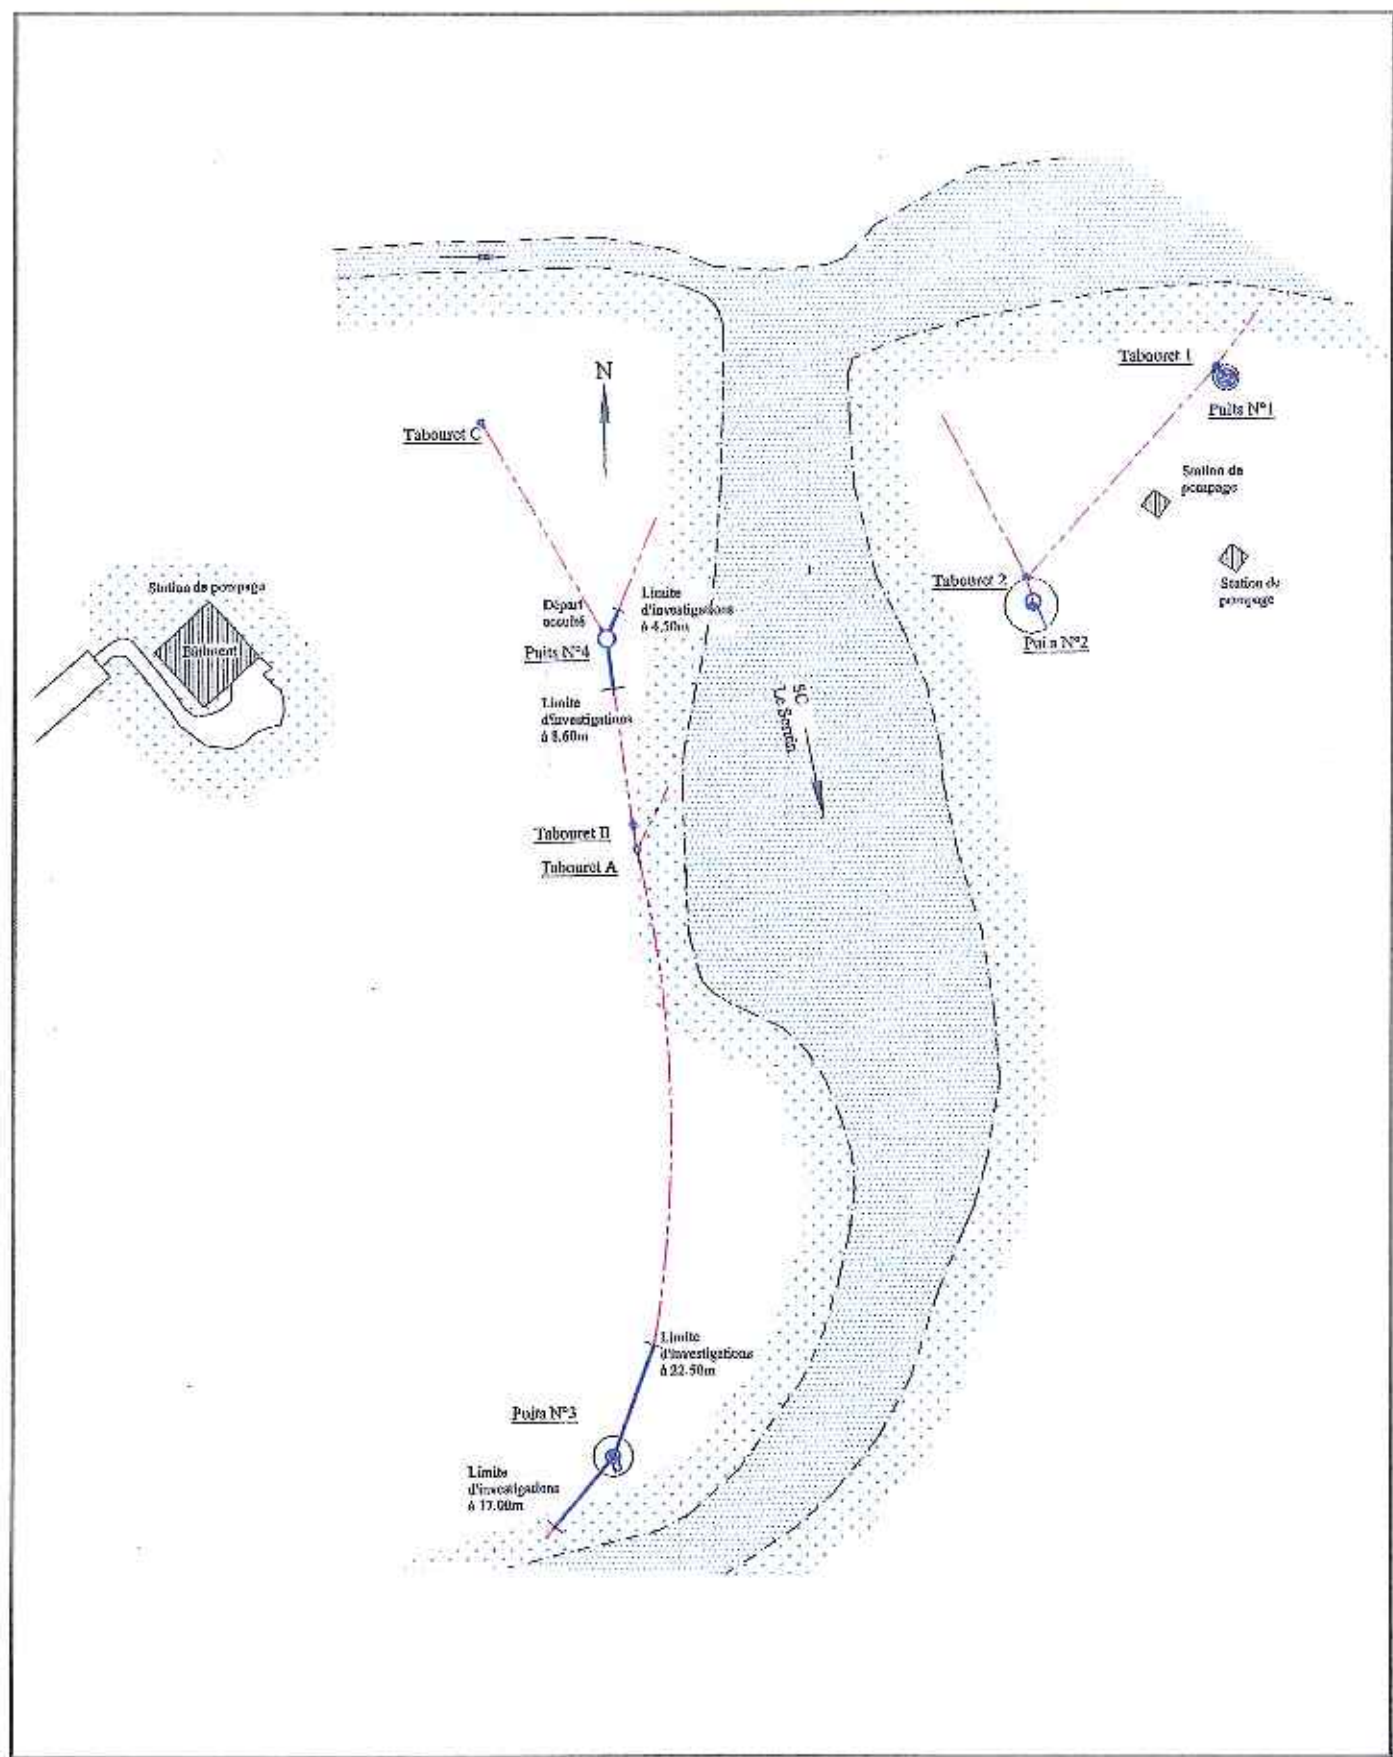 Tabouret 1
N
Puits N°1
Tabouret C
Station de
pompage
Station de pompage
Tabouret 2
Station de
pompage
Départ
occulté
Limite
d'investigations
à 4,50m
Bâtiment
Puits N°4
Puits N°2
Limite
d'investigations
à 8.60m
SC
Le Serein
Tabouret B
Tabouret A
Limite
d'investigations
à 22.50m
Puits N°3
Limite
d'investigations
à 17.00m